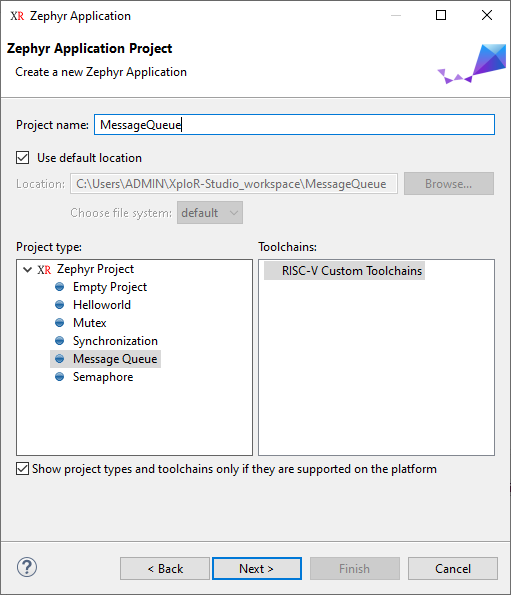 XR Zephyr Application
Zephyr Application Project
Create a new Zephyr Application
Project name: MessageQueue
Use default location
Location: C:\Users\ADMIN\XploR-Studio_workspace\MessageQueue Browse...
Choose file system: default
Project type: Toolchains:
XR Zephyr Project RISC-V Custom Toolchains
Empty Project
Helloworld
Mutex
Synchronization
Message Queue
Semaphore
Show project types and toolchains only if they are supported on the platform
? < Back Next > Finish Cancel